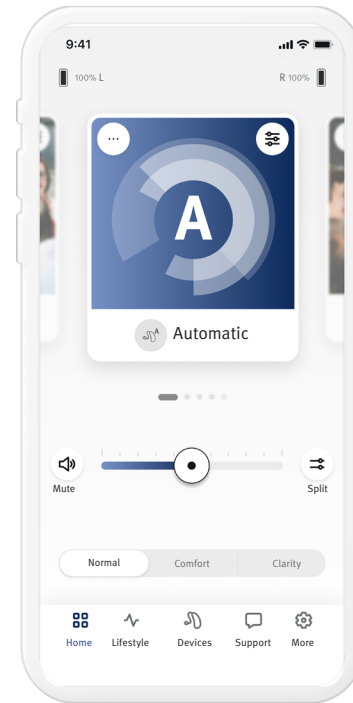 9:41
100% L
R 100%
A
A
Automatic
Mute
Split
Normal Comfort Clarity
Home Lifestyle Devices Support More